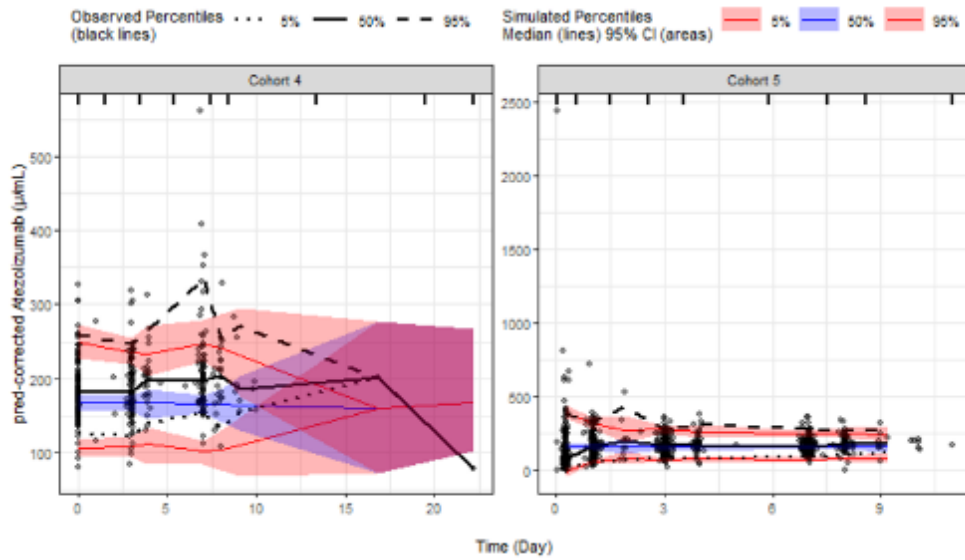 Observed Percentiles
(black lines)
5% 50% 95%
Simulated Percentiles
Median (lines) 95% CI (areas)
5% 50% 95%
Cohort 4
Cohort 5
pred-corrected Atezolizumab (µ/mL)
500
400
300
200
100
2500
2000
1500
1000
500
0
0 5 10 15 20
0 3 6 9
Time (Day)